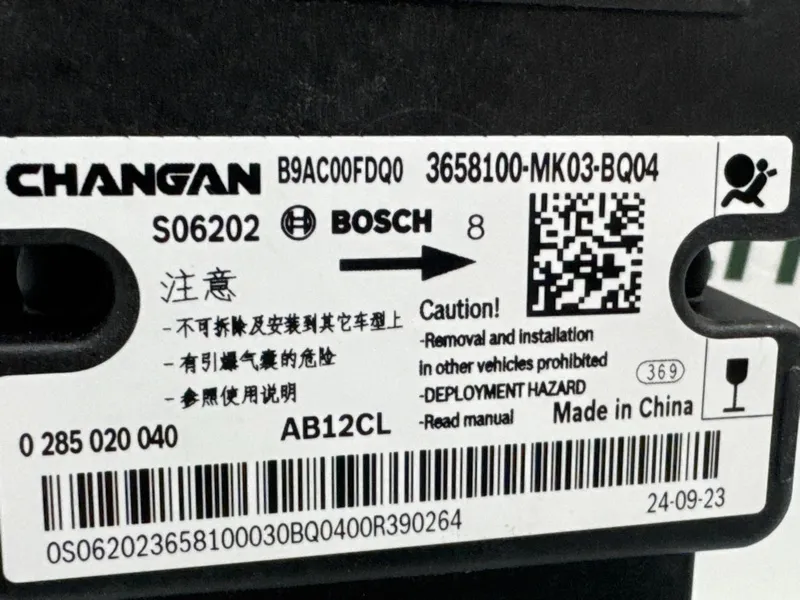 CHANGAN B9AC00FDQ0 3658100-MK03-BQ04
S06202 BOSCH 8
注意
-不可拆除及安装到其它车型上
-有引爆气囊的危险
-参照使用说明
Caution!
-Removal and installation
in other vehicles prohibited
-DEPLOYMENT HAZARD
-Read manual
369
Made in China
0 285 020 040 AB12CL
24-09-23
0S062023658100030BQ0400R390264